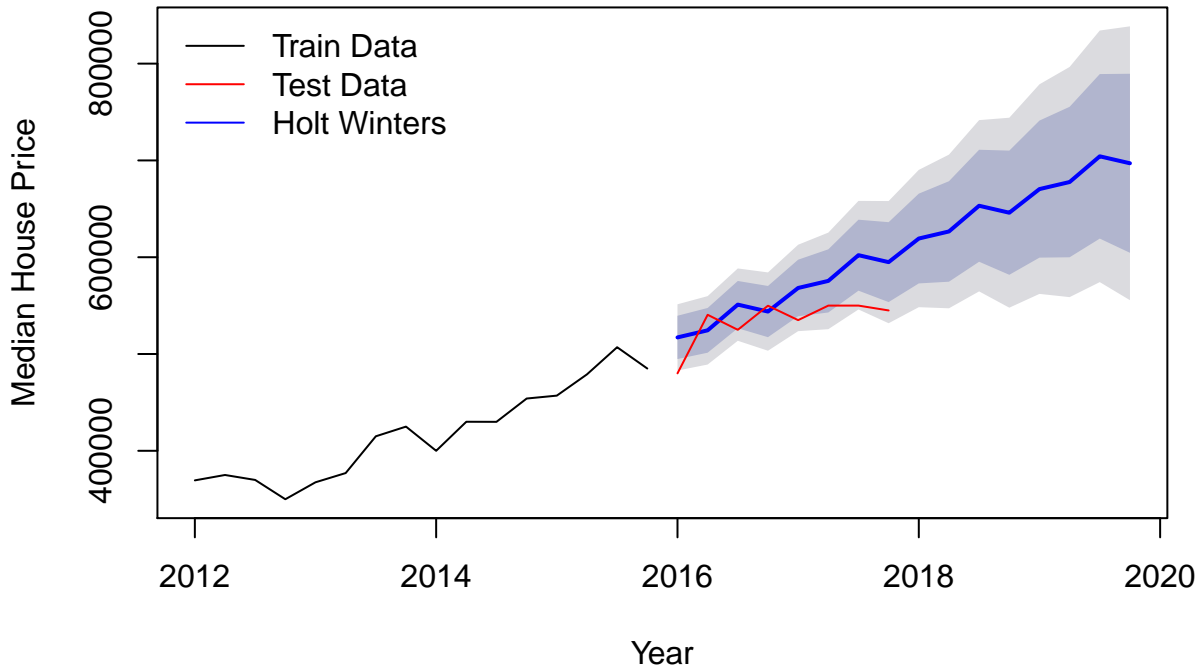 Train Data
Test Data
Holt Winters
Median House Price
800000
600000
400000
2012 2014 2016 2018 2020
Year